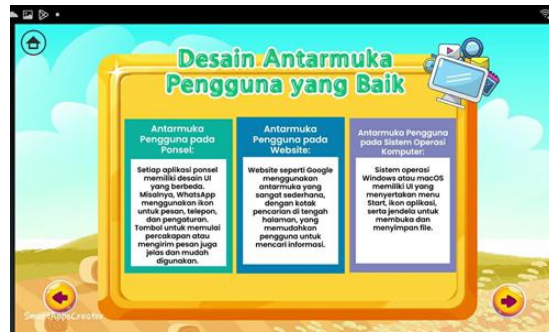 Desain Antarmuka
Pengguna yang Baik
Antarmuka
Pengguna pada
Ponsel:
Setiap aplikasi ponsel
memiliki desain UI
yang berbeda.
Misalnya, WhatsApp
menggunakan ikon
untuk pesan, telepon,
dan pengaturan.
Tombol untuk memulai
percakapan atau
mengirim pesan juga
jelas dan mudah
digunakan.
Antarmuka
Pengguna pada
Website:
Website seperti Google
menggunakan
antarmuka yang
sangat sederhana,
dengan kotak
pencarian di tengah
halaman, yang
memudahkan
pengguna untuk
mencari informasi.
Antarmuka Pengguna
pada Sistem Operasi
Komputer:
Sistem operasi
Windows atau macOS
memiliki UI yang
menyertakan menu
Start, ikon aplikasi,
serta jendela untuk
membuka dan
menyimpan file.
SmartAppsCreator